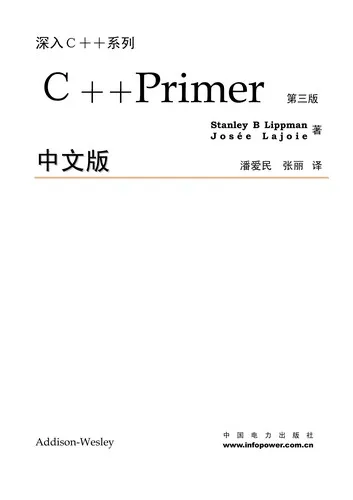 深入C++系列
C++Primer 第三版
Stanley B Lippman
Josée Lajoie 著
中文版
潘爱民 张丽 译
中国电力出版社
Addison-Wesley
www.infopower.com.cn